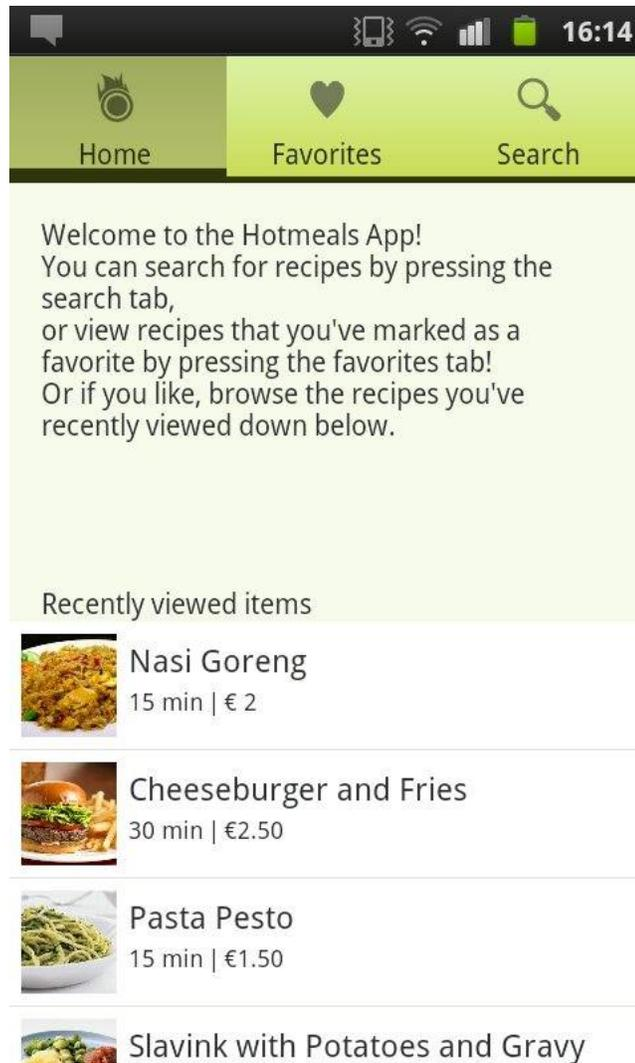 16:14
Home Favorites Search
Welcome to the Hotmeals App!
You can search for recipes by pressing the
search tab,
or view recipes that you've marked as a
favorite by pressing the favorites tab!
Or if you like, browse the recipes you've
recently viewed down below.
Recently viewed items
Nasi Goreng
15 min | € 2
Cheeseburger and Fries
30 min | €2.50
Pasta Pesto
15 min | €1.50
Slavink with Potatoes and Gravy